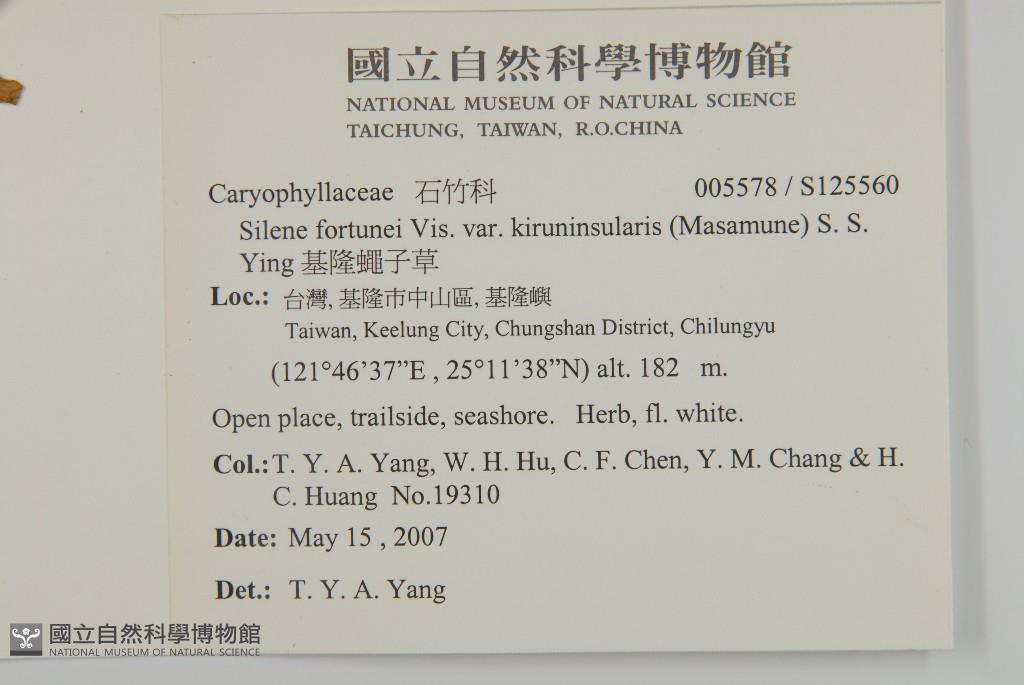 國立自然科學博物館
NATIONAL MUSEUM OF NATURAL SCIENCE
TAICHUNG, TAIWAN, R.O.CHINA
Caryophyllaceae 石竹科 005578 / S125560
Silene fortunei Vis. var. kiruninsularis (Masamune) S. S.
Ying 基隆蠅子草
Loc.: 台灣, 基隆市中山區, 基隆嶼
Taiwan, Keelung City, Chungshan District, Chilungyu
(121°46’37”E , 25°11’38”N) alt. 182 m.
Open place, trailside, seashore. Herb, fl. white.
Col.: T. Y. A. Yang, W. H. Hu, C. F. Chen, Y. M. Chang & H.
C. Huang No.19310
Date: May 15 , 2007
Det.: T. Y. A. Yang
國立自然科學博物館
NATIONAL MUSEUM OF NATURAL SCIENCE